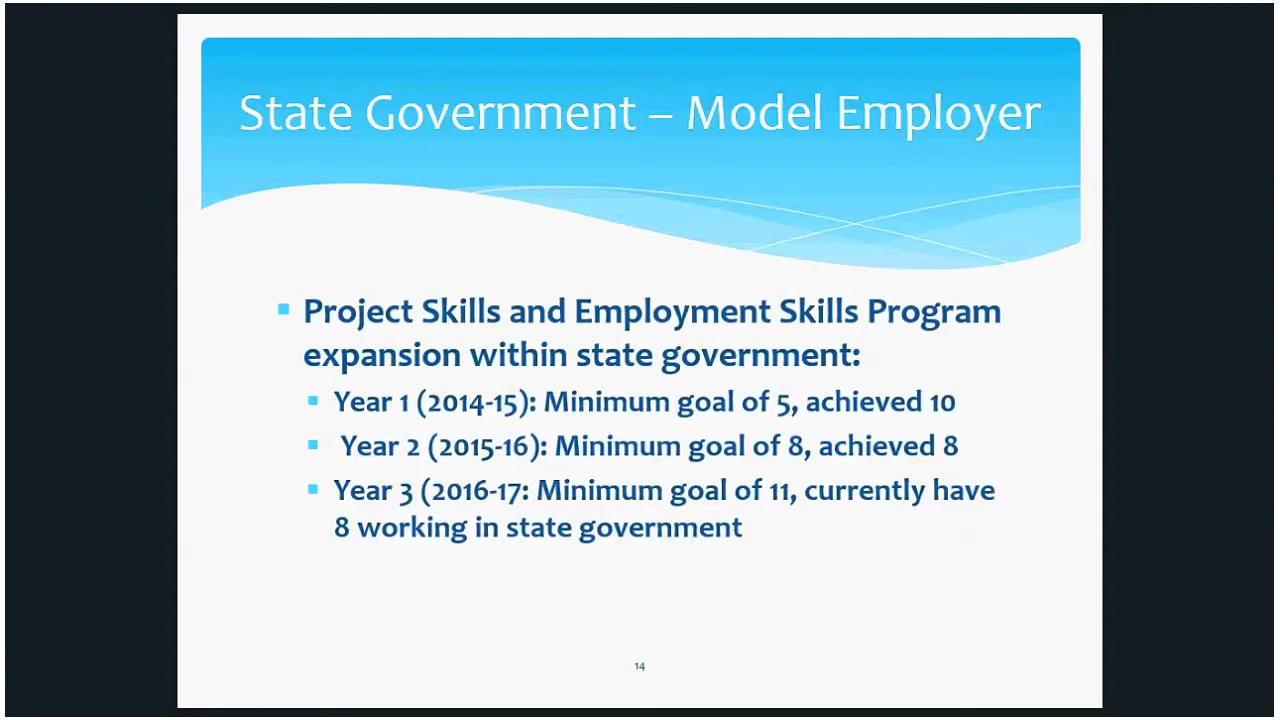 State Government – Model Employer
Project Skills and Employment Skills Program
expansion within state government:
Year 1 (2014-15): Minimum goal of 5, achieved 10
Year 2 (2015-16): Minimum goal of 8, achieved 8
Year 3 (2016-17: Minimum goal of 11, currently have
8 working in state government
14